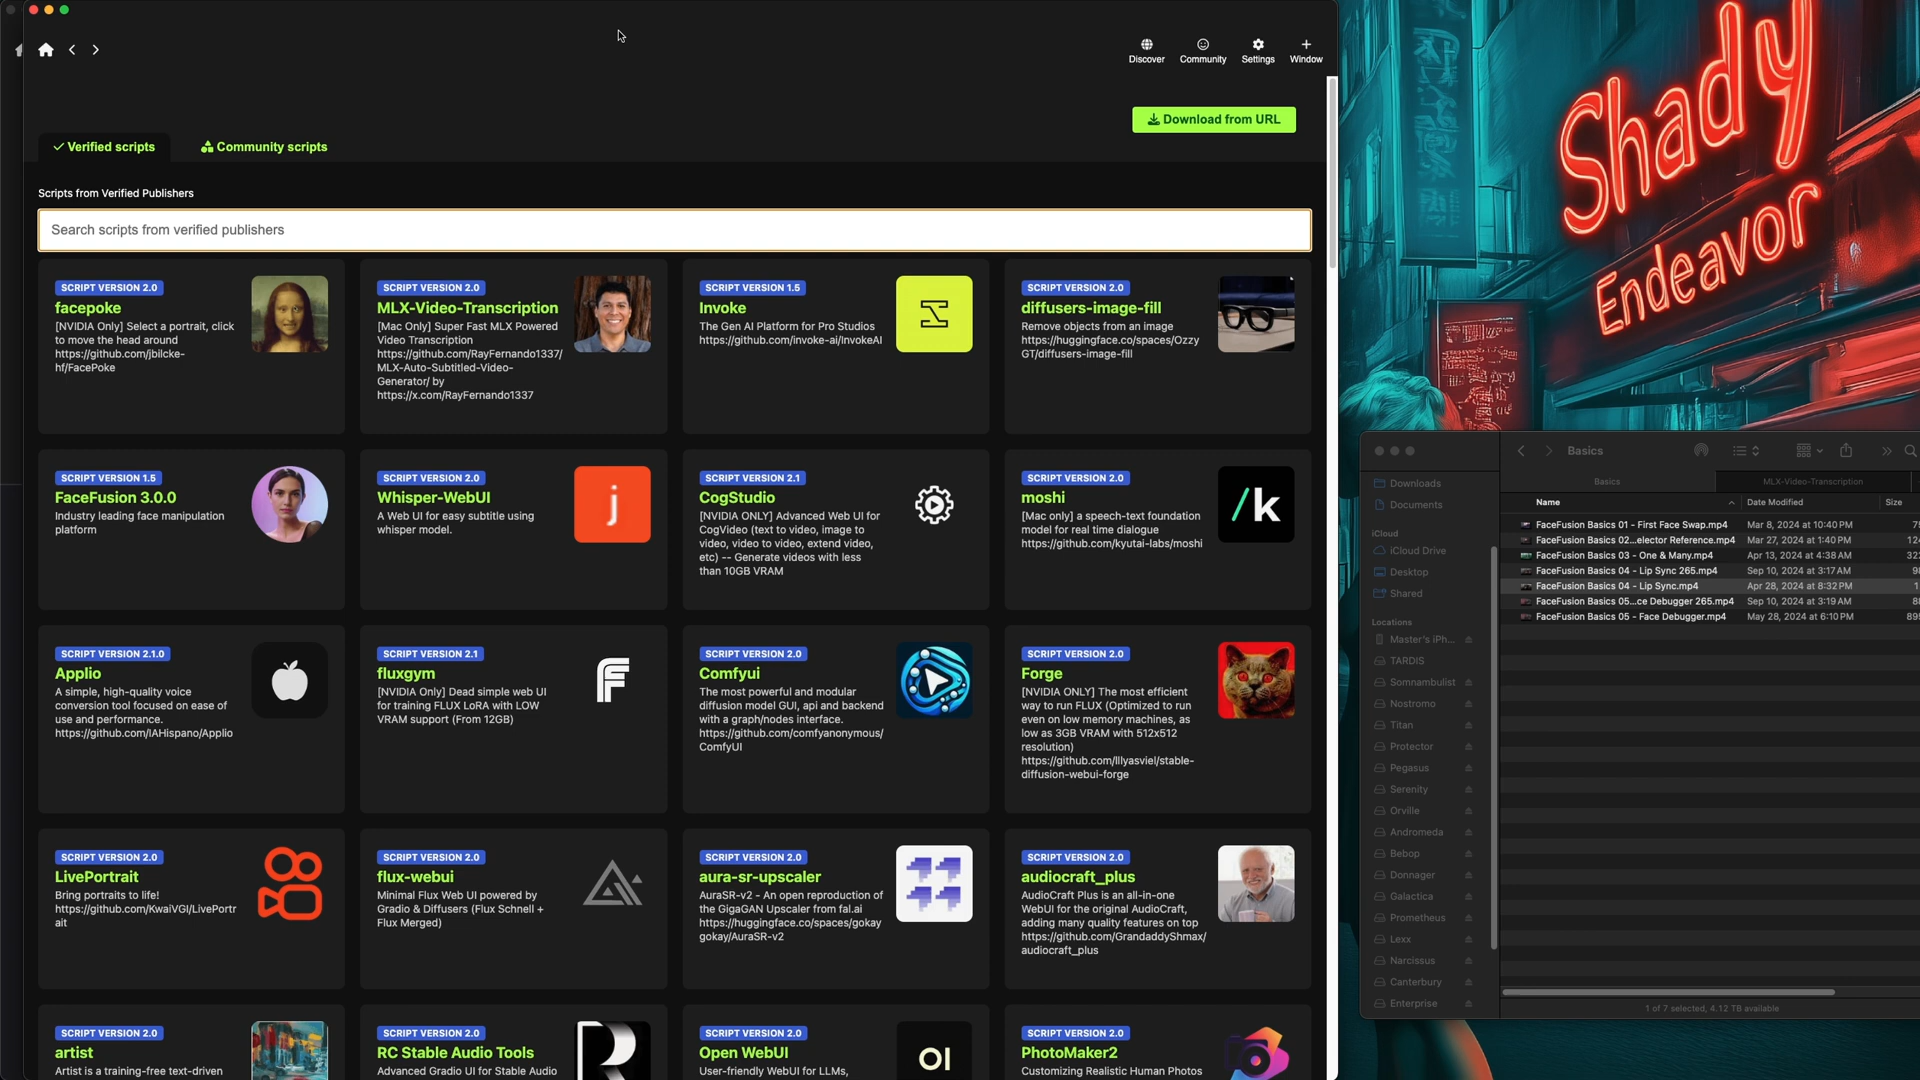 Discover
Community
Settings
Window
Download from URL
Verified scripts
Community scripts
Scripts from Verified Publishers
Search scripts from verified publishers
SCRIPT VERSION 2.0
facepoke
[NVIDIA Only] Select a portrait, click
to move the head around
https://github.com/jbilcke-
hf/FacePoke
SCRIPT VERSION 2.0
MLX-Video-Transcription
[Mac Only] Super Fast MLX Powered
Video Transcription
https://github.com/RayFernando1337/
MLX-Auto-Subtitled-Video-
Generator/ by
https://x.com/RayFernando1337
SCRIPT VERSION 1.5
Invoke
The Gen AI Platform for Pro Studios
https://github.com/invoke-ai/InvokeAI
SCRIPT VERSION 2.0
diffusers-image-fill
Remove objects from an image
https://huggingface.co/spaces/Ozzy
GT/diffusers-image-fill
SCRIPT VERSION 1.5
FaceFusion 3.0.0
Industry leading face manipulation
platform
SCRIPT VERSION 2.0
Whisper-WebUI
A Web UI for easy subtitle using
whisper model.
j
SCRIPT VERSION 2.1
CogStudio
[NVIDIA ONLY] Advanced Web UI for
CogVideo (text to video, image to
video, video to video, extend video,
etc) -- Generate videos with less
than 10GB VRAM
SCRIPT VERSION 2.0
moshi
[Mac only] a speech-text foundation
model for real time dialogue
https://github.com/kyutai-labs/moshi
/k
SCRIPT VERSION 2.1.0
Applio
A simple, high-quality voice
conversion tool focused on ease of
use and performance.
https://github.com/IAHispano/Applio
SCRIPT VERSION 2.1
fluxgym
[NVIDIA Only] Dead simple web UI
for training FLUX LoRA with LOW
VRAM support (From 12GB)
SCRIPT VERSION 2.0
Comfyui
The most powerful and modular
diffusion model GUI, api and backend
with a graph/nodes interface.
https://github.com/comfyanonymous/
ComfyUI
SCRIPT VERSION 2.0
Forge
[NVIDIA ONLY] The most efficient
way to run FLUX (Optimized to run
even on low memory machines, as
low as 3GB VRAM with 512x512
resolution)
https://github.com/lllyasviel/stable-
diffusion-webui-forge
SCRIPT VERSION 2.0
LivePortrait
Bring portraits to life!
https://github.com/KwaiVGI/LivePortr
ait
SCRIPT VERSION 2.0
flux-webui
Minimal Flux Web UI powered by
Gradio & Diffusers (Flux Schnell +
Flux Merged)
SCRIPT VERSION 2.0
aura-sr-upscaler
AuraSR-v2 - An open reproduction of
the GigaGAN Upscaler from fal.ai
https://huggingface.co/spaces/gokay
gokay/AuraSR-v2
SCRIPT VERSION 2.0
audiocraft_plus
AudioCraft Plus is an all-in-one
WebUI for the original AudioCraft,
adding many quality features on top
https://github.com/GrandaddyShmax/
audiocraft_plus
SCRIPT VERSION 2.0
artist
Artist is a training-free text-driven
SCRIPT VERSION 2.0
RC Stable Audio Tools
Advanced Gradio UI for Stable Audio
SCRIPT VERSION 2.0
Open WebUI
User-friendly WebUI for LLMs,
OI
SCRIPT VERSION 2.0
PhotoMaker2
Customizing Realistic Human Photos
Shady
Endeavor
Basics
Basics
MLX-Video-Transcription
Name
Date Modified
Size
FaceFusion Basics 01 - First Face Swap.mp4 Mar 8, 2024 at 10:40 PM
FaceFusion Basics 02...elector Reference.mp4 Mar 27, 2024 at 1:40 PM
FaceFusion Basics 03 - One & Many.mp4 Apr 13, 2024 at 4:38 AM
FaceFusion Basics 04 - Lip Sync 265.mp4 Sep 10, 2024 at 3:17 AM
FaceFusion Basics 04 - Lip Sync.mp4 Apr 28, 2024 at 8:32 PM
FaceFusion Basics 05...ce Debugger 265.mp4 Sep 10, 2024 at 3:19 AM
FaceFusion Basics 05 - Face Debugger.mp4 May 28, 2024 at 6:10 PM
Downloads
Documents
iCloud
iCloud Drive
Desktop
Shared
Locations
Master's iPh...
TARDIS
Somnambulist
Nostromo
Titan
Protector
Pegasus
Serenity
Orville
Andromeda
Bebop
Donnager
Galactica
Prometheus
Lexx
Narcissus
Canterbury
Enterprise
1 of 7 selected, 4.12 TB available